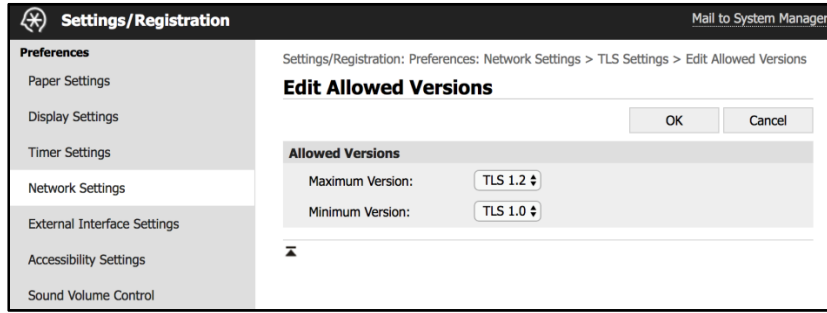 Settings/Registration
Mail to System Manager
Preferences
Paper Settings
Display Settings
Timer Settings
Network Settings
External Interface Settings
Accessibility Settings
Sound Volume Control
Settings/Registration: Preferences: Network Settings > TLS Settings > Edit Allowed Versions
Edit Allowed Versions
OK Cancel
Allowed Versions
Maximum Version: TLS 1.2
Minimum Version: TLS 1.0